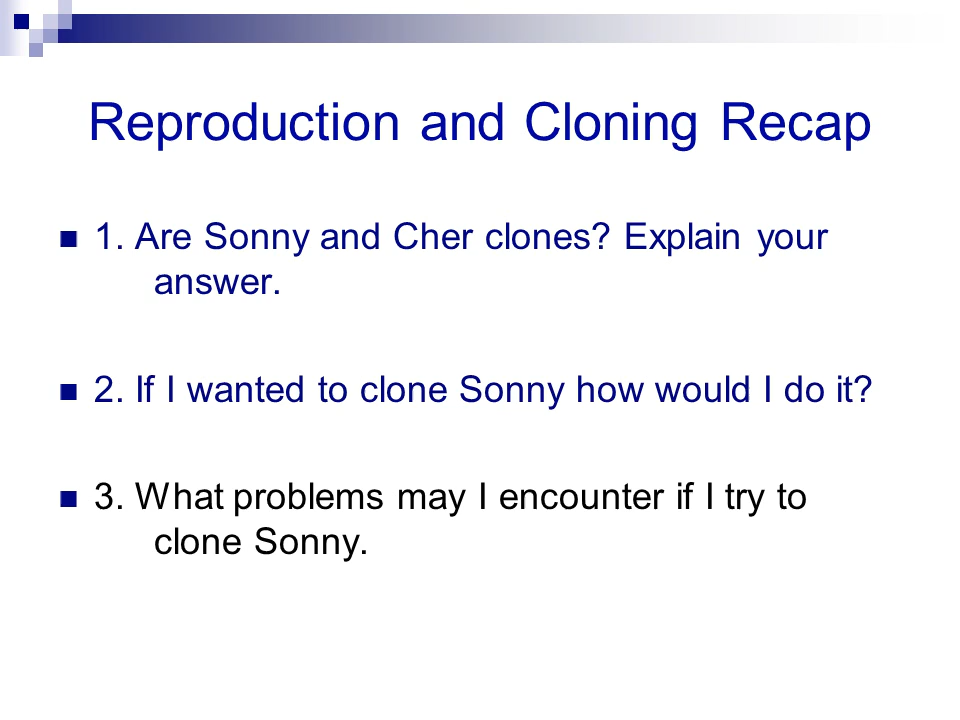 Reproduction and Cloning Recap
1. Are Sonny and Cher clones? Explain your
answer.
2. If I wanted to clone Sonny how would I do it?
3. What problems may I encounter if I try to
clone Sonny.